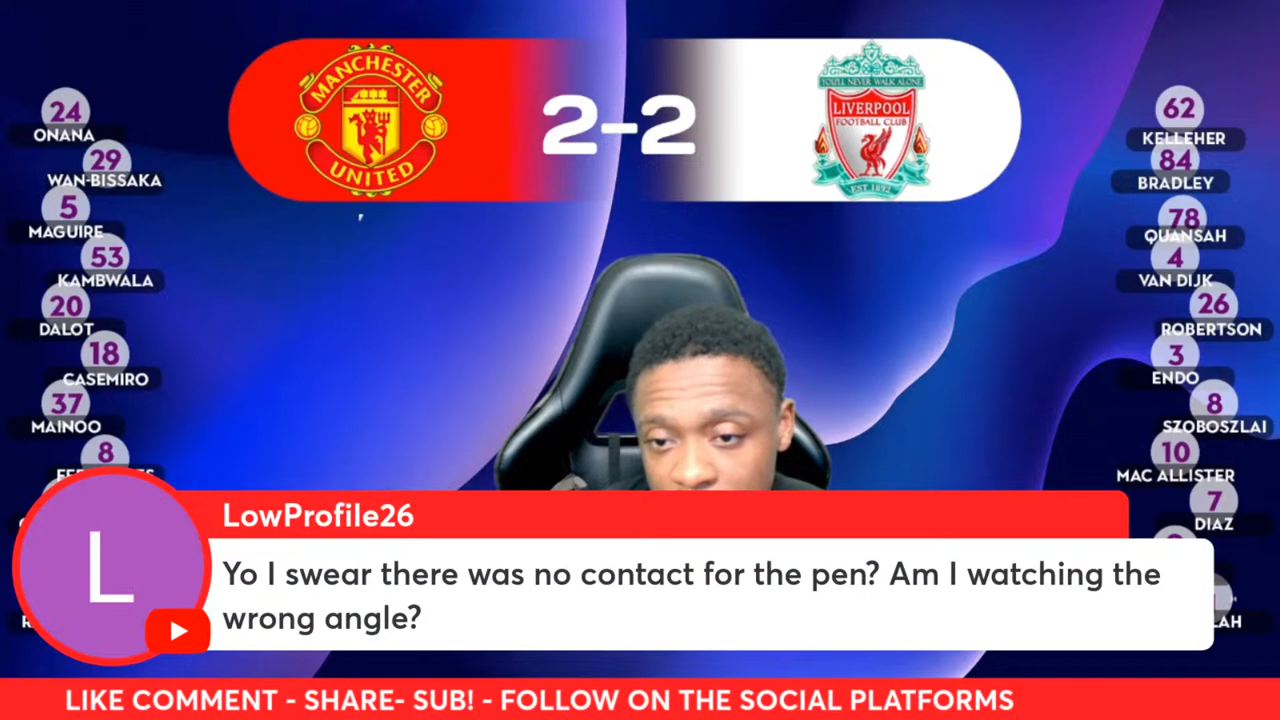 MANCHESTER
UNITED
2-2
YOU'LL NEVER WALK ALONE
LIVERPOOL
FOOTBALL CLUB
EST·1892
24
ONANA
29
WAN-BISSAKA
5
MAGUIRE
53
KAMBWALA
20
DALOT
18
CASEMIRO
37
MAINOO
8
62
KELLEHER
84
BRADLEY
78
QUANSAH
4
VAN DIJK
26
ROBERTSON
3
ENDO
8
SZOBOSZLAI
10
MAC ALLISTER
7
DIAZ
L
LowProfile26
Yo I swear there was no contact for the pen? Am I watching the
wrong angle?
LIKE COMMENT - SHARE- SUB! - FOLLOW ON THE SOCIAL PLATFORMS